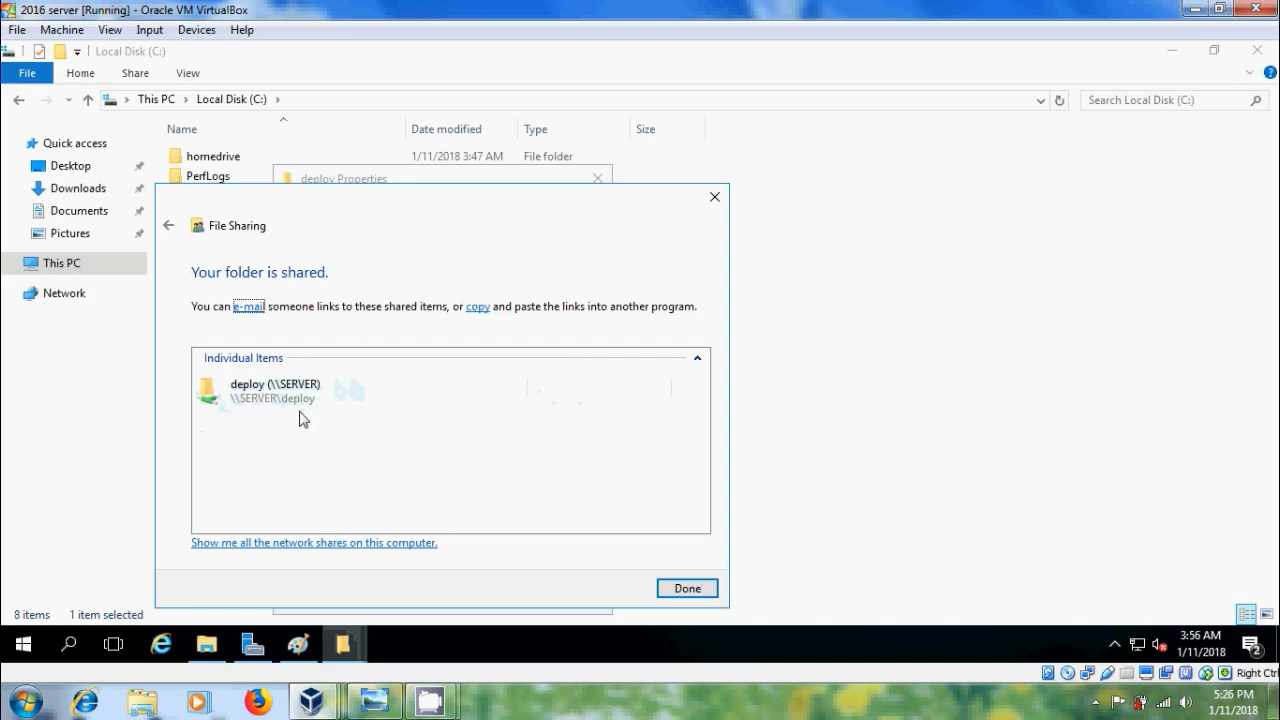 2016 server [Running] - Oracle VM VirtualBox
File Machine View Input Devices Help
Local Disk (C:)
File Home Share View
This PC Local Disk (C:) Search Local Disk (C:)
Name Date modified Type Size
Quick access
Desktop
Downloads
Documents
Pictures
This PC
Network
homedrive 1/11/2018 3:47 AM File folder
PerfLogs
deploy Properties
File Sharing
Your folder is shared.
You can e-mail someone links to these shared items, or copy and paste the links into another program.
Individual Items
deploy (\\SERVER)
\\SERVER\deploy
Show me all the network shares on this computer.
Done
8 items 1 item selected
3:56 AM
1/11/2018
2
Right Ctrl
5:26 PM
1/11/2018